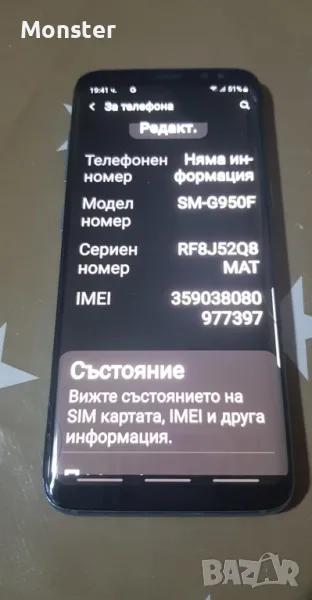 Monster
19:41 ч. G 51%
< За телефона
Редакт.
Телефонен номер
Няма ин-
формация
Модел номер
SM-G950F
Сериен номер
RF8J52Q8
MAT
IMEI
359038080
977397
Състояние
Вижте състоянието на
SIM картата, IMEI и друга
информация.
BAZAR